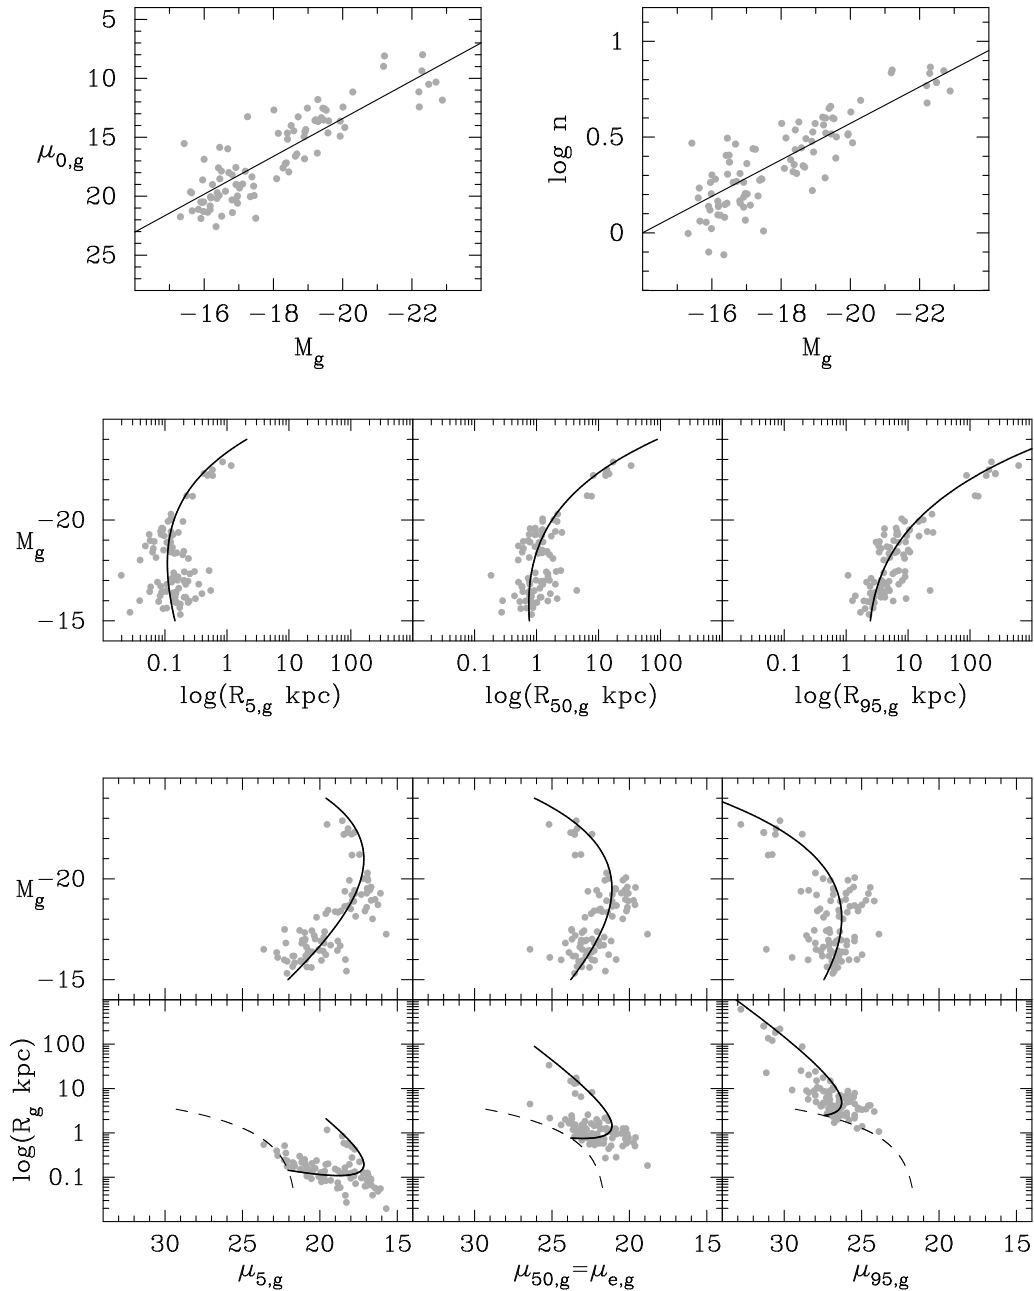 5
10
15
20
25
μ0,g
−16 −18 −20 −22
Mg
1
0.5
0
log n
−16 −18 −20 −22
Mg
Mg
−20
−15
0.1 1 10 100
log(R5,g kpc)
0.1 1 10 100
log(R50,g kpc)
0.1 1 10 100
log(R95,g kpc)
Mg
−20
−15
log(Rg kpc)
100
10
1
0.1
30 25 20 15
μ5,g
30 25 20 15
μ50,g=μe,g
30 25 20 15
μ95,g